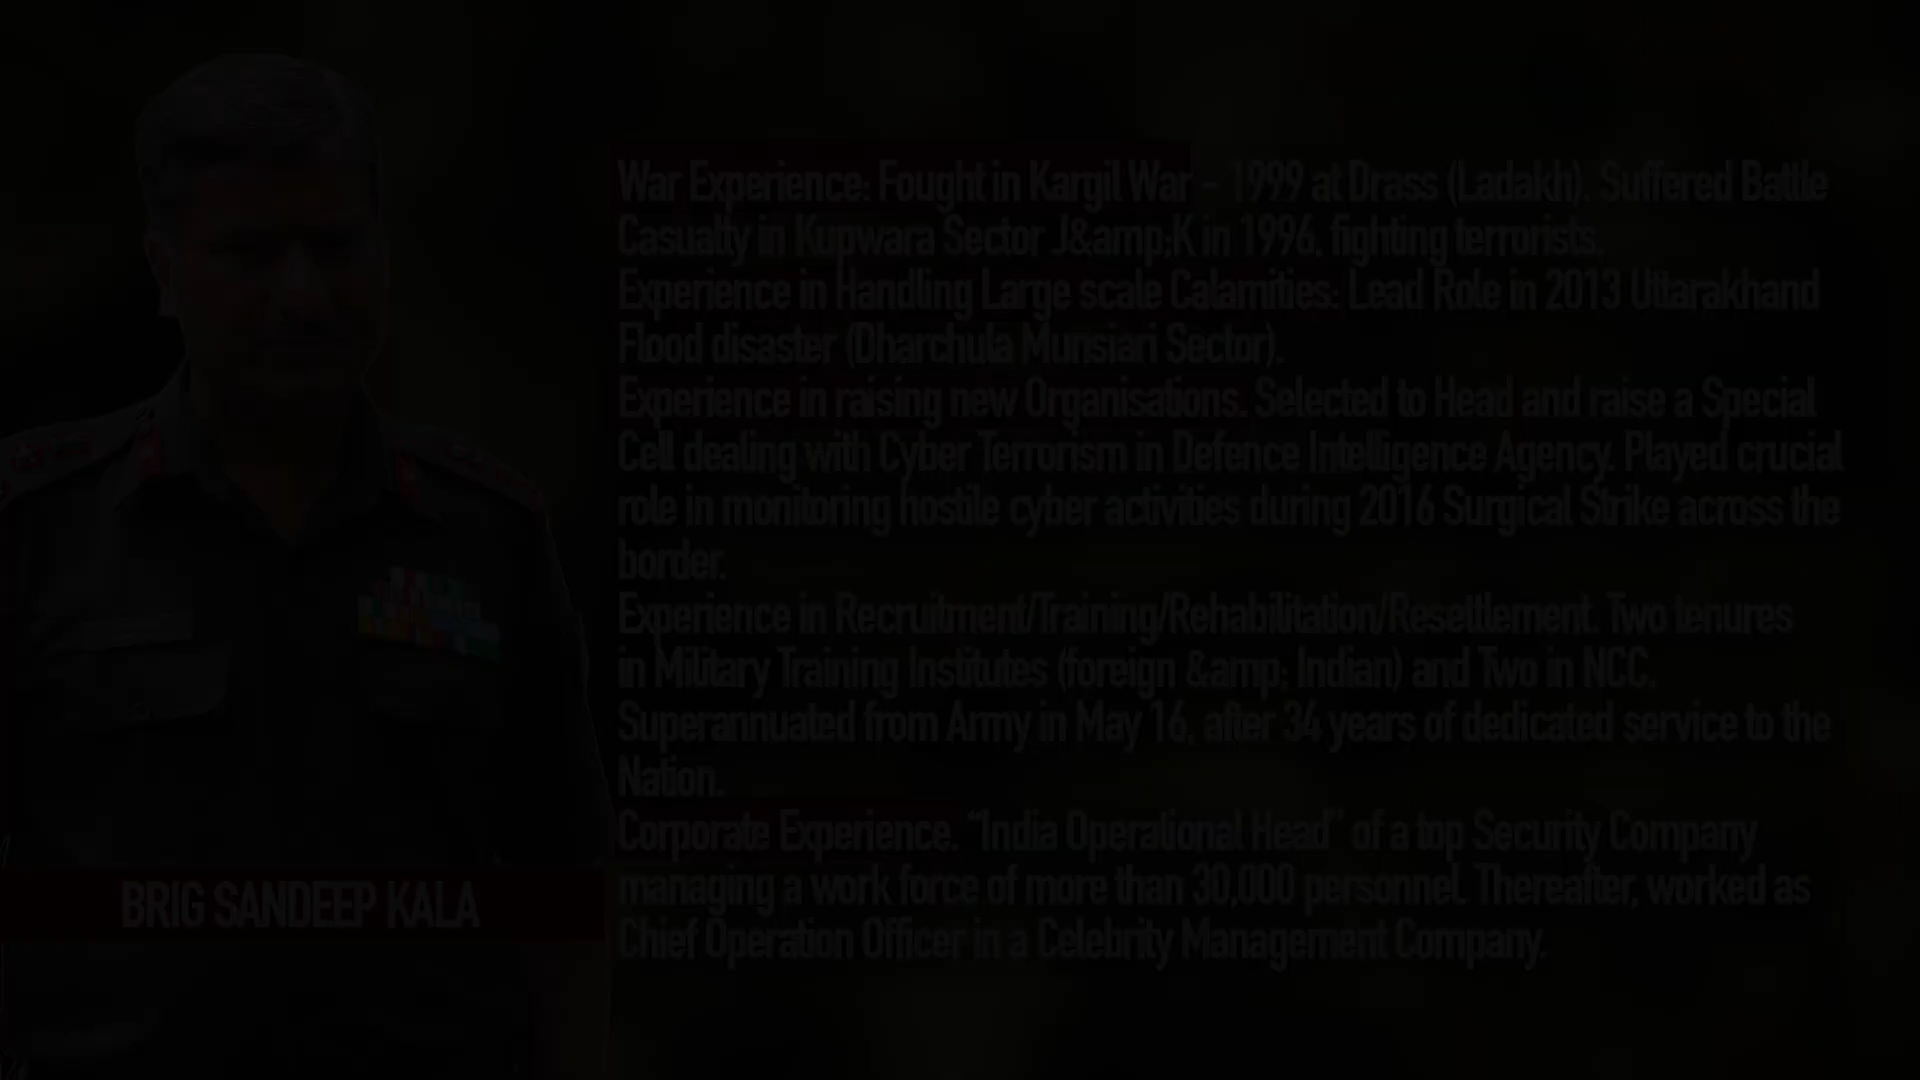 War Experience: Fought in Kargil War - 1999 at Drass (Ladakh). Suffered Battle
Casualty in Kupwara Sector J&amp;K in 1996, fighting terrorists.
Experience in Handling Large scale Calamities: Lead Role in 2013 Uttarakhand
Flood disaster (Dharchula Munsiari Sector).
Experience in raising new Organisations. Selected to Head and raise a Special
Cell dealing with Cyber Terrorism in Defence Intelligence Agency. Played crucial
role in monitoring hostile cyber activities during 2016 Surgical Strike across the
border.
Experience in Recruitment/Training/Rehabilitation/Resettlement. Two tenures
in Military Training Institutes (foreign &amp; Indian) and Two in NCC.
Superannuated from Army in May 16, after 34 years of dedicated service to the
Nation.
Corporate Experience. “India Operational Head” of a top Security Company
managing a work force of more than 30,000 personnel. Thereafter, worked as
Chief Operation Officer in a Celebrity Management Company.
BRIG SANDEEP KALA